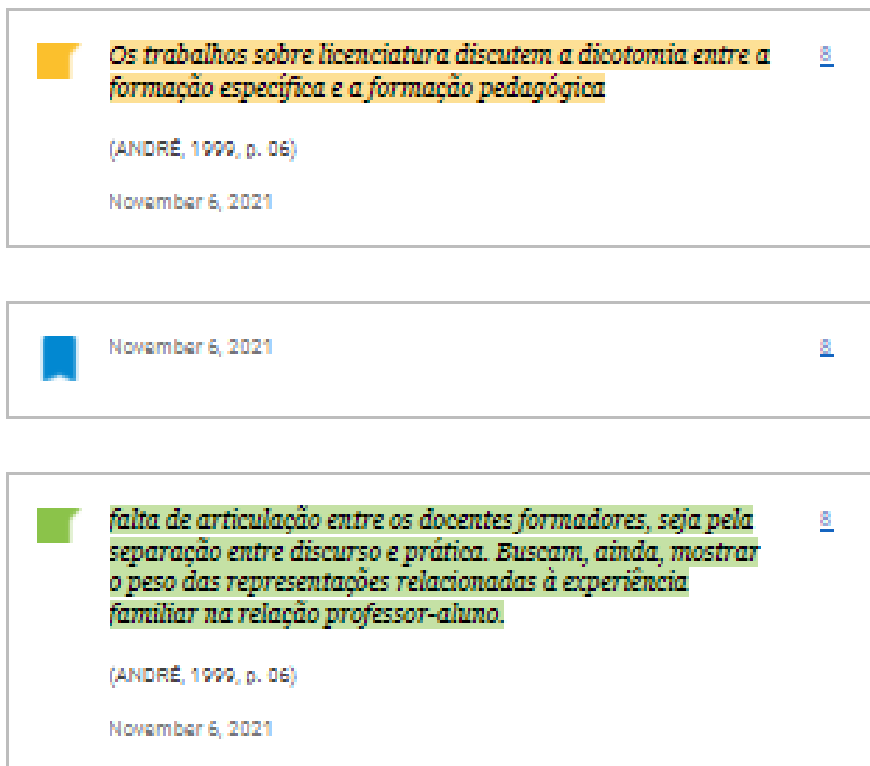 Os trabalhos sobre licenciatura discutem a dicotomia entre a 8
formação específica e a formação pedagógica
(ANDRÉ, 1999, p. 06)
November 6, 2021
November 6, 2021 8
falta de articulação entre os docentes formadores, seja pela 8
separação entre discurso e prática. Buscam, ainda, mostrar
o peso das representações relacionadas à experiência
familiar na relação professor-aluno.
(ANDRÉ, 1999, p. 06)
November 6, 2021